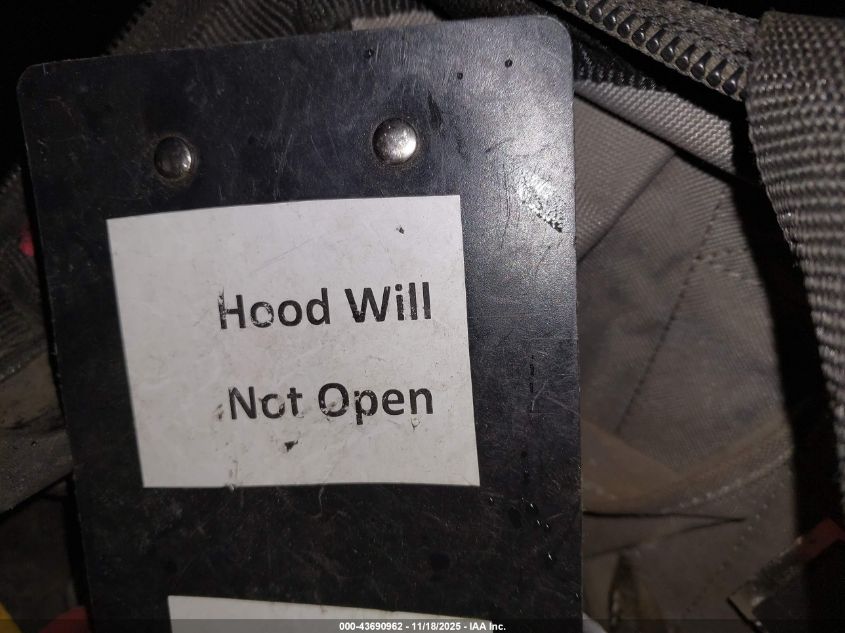 Hood Will
Not Open
000-43690962 - 11/18/2025 - IAA Inc.